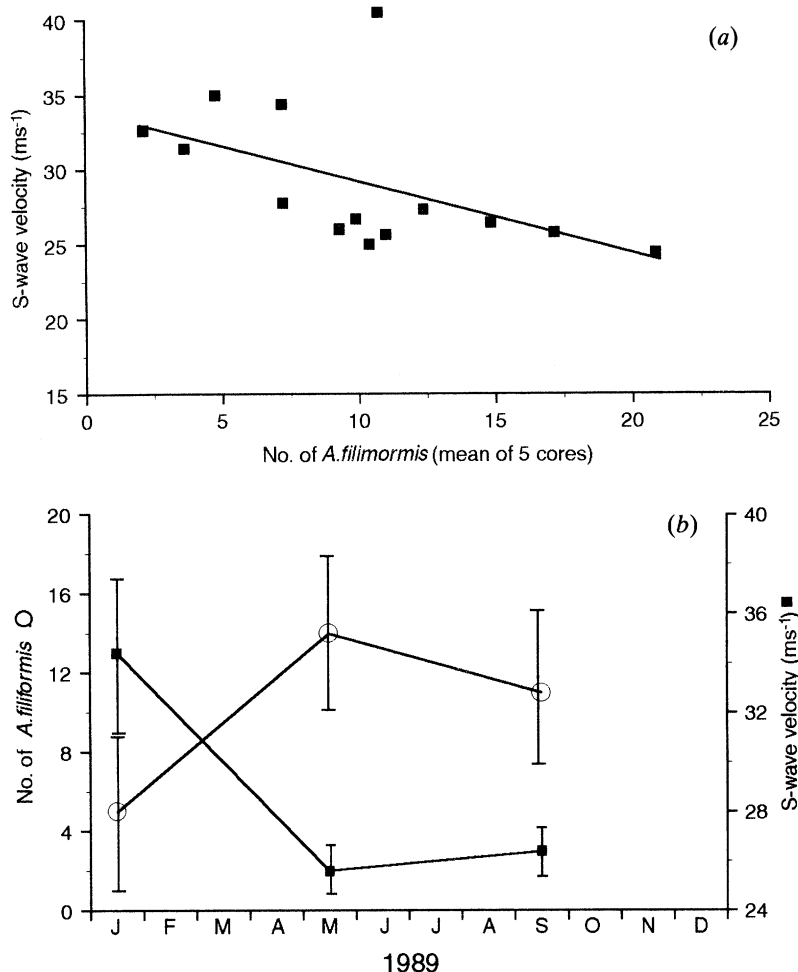 (a)
40
35
30
25
20
15
S-wave velocity (ms⁻¹)
0 5 10 15 20 25
No. of A.filimormis (mean of 5 cores)
(b)
20
16
12
8
4
0
No. of A.filiformis
40
36
32
28
24
S-wave velocity (ms⁻¹)
J F M A M J J A S O N D
1989